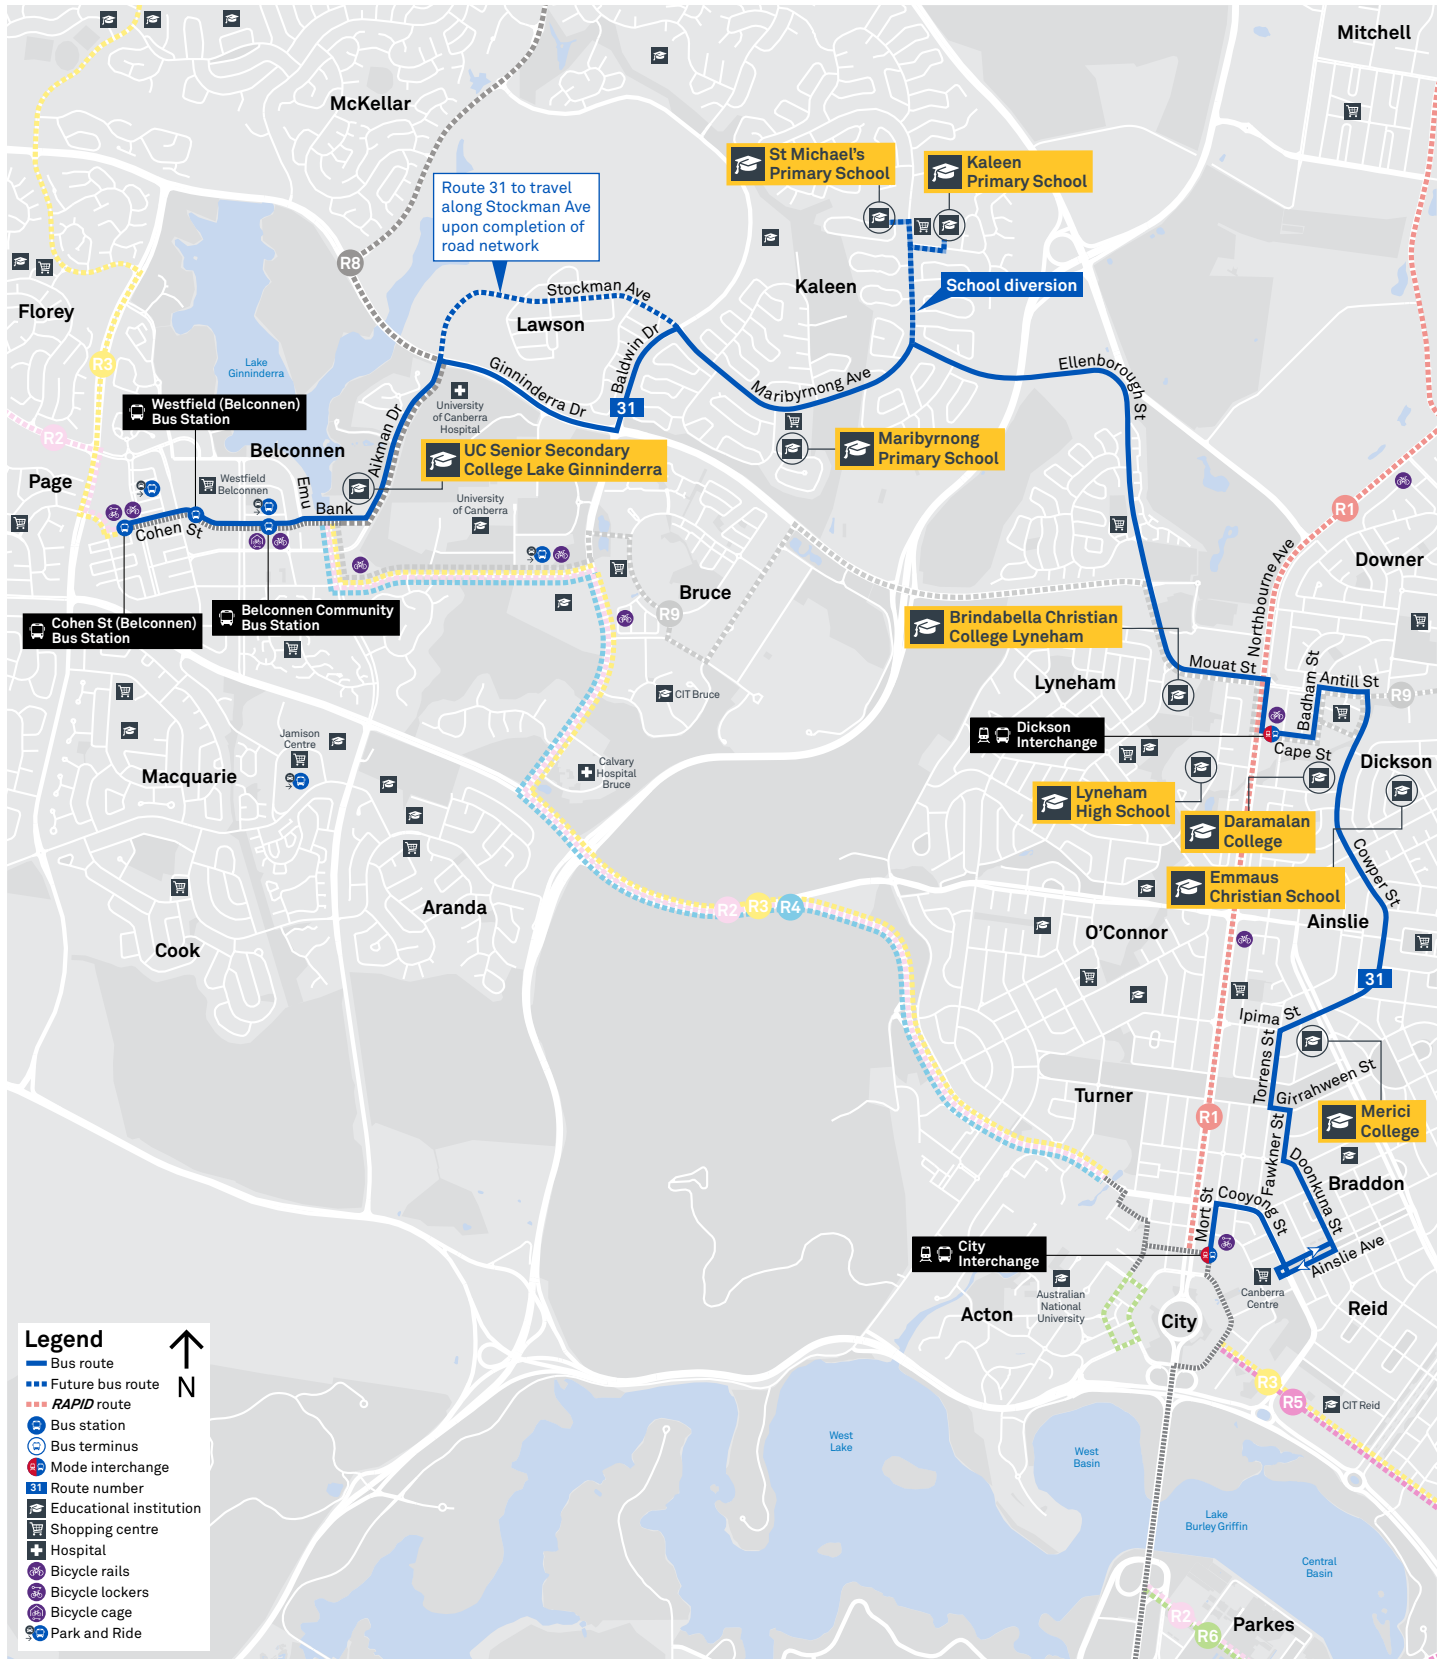 Mitchell
McKellar
St Michael's
Primary School
Kaleen
Primary School
Route 31 to travel
along Stockman Ave
upon completion of
road network
R8
Kaleen
School diversion
Stockman Ave
Florey
Lawson
Baldwin Dr
Lake
Ginninderra
R3
Ginninderra Dr
Ellenborough St
Maribyrnong Ave
University
of Canberra
Hospital
31
Westfield (Belconnen)
Bus Station
Aikman Dr
R2
Belconnen
UC Senior Secondary
College Lake Ginninderra
Maribyrnong
Primary School
Page
Westfield
Belconnen
Emu
Bank
University
of Canberra
R1
Cohen St
Northbourne Ave
Downer
Bruce
R9
Cohen St (Belconnen)
Bus Station
Belconnen Community
Bus Station
Brindabella Christian
College Lyneham
Mouat St
Lyneham
Badham St
Antill St
R9
CIT Bruce
Dickson
Interchange
Cape St
Dickson
Jamison
Centre
Macquarie
Calvary
Hospital
Bruce
Lyneham
High School
Daramalan
College
Emmaus
Christian School
Cowper St
Aranda
R2
R3
R4
Ainslie
O'Connor
Cook
31
Ipima St
Torrens St
Turner
Girrahween St
R1
Merici
College
Fawkner St
Doonkuna St
Braddon
Mort St
Cooyong St
City
Interchange
Ainslie Ave
Canberra
Centre
Australian
National
University
Acton
City
Reid
Legend
N
Bus route
Future bus route
RAPID route
Bus station
Bus terminus
Mode interchange
31
Route number
Educational institution
Shopping centre
Hospital
Bicycle rails
Bicycle lockers
Bicycle cage
Park and Ride
R3
R5
CIT Reid
West
Lake
West
Basin
Lake
Burley Griffin
Central
Basin
R2
R6
Parkes